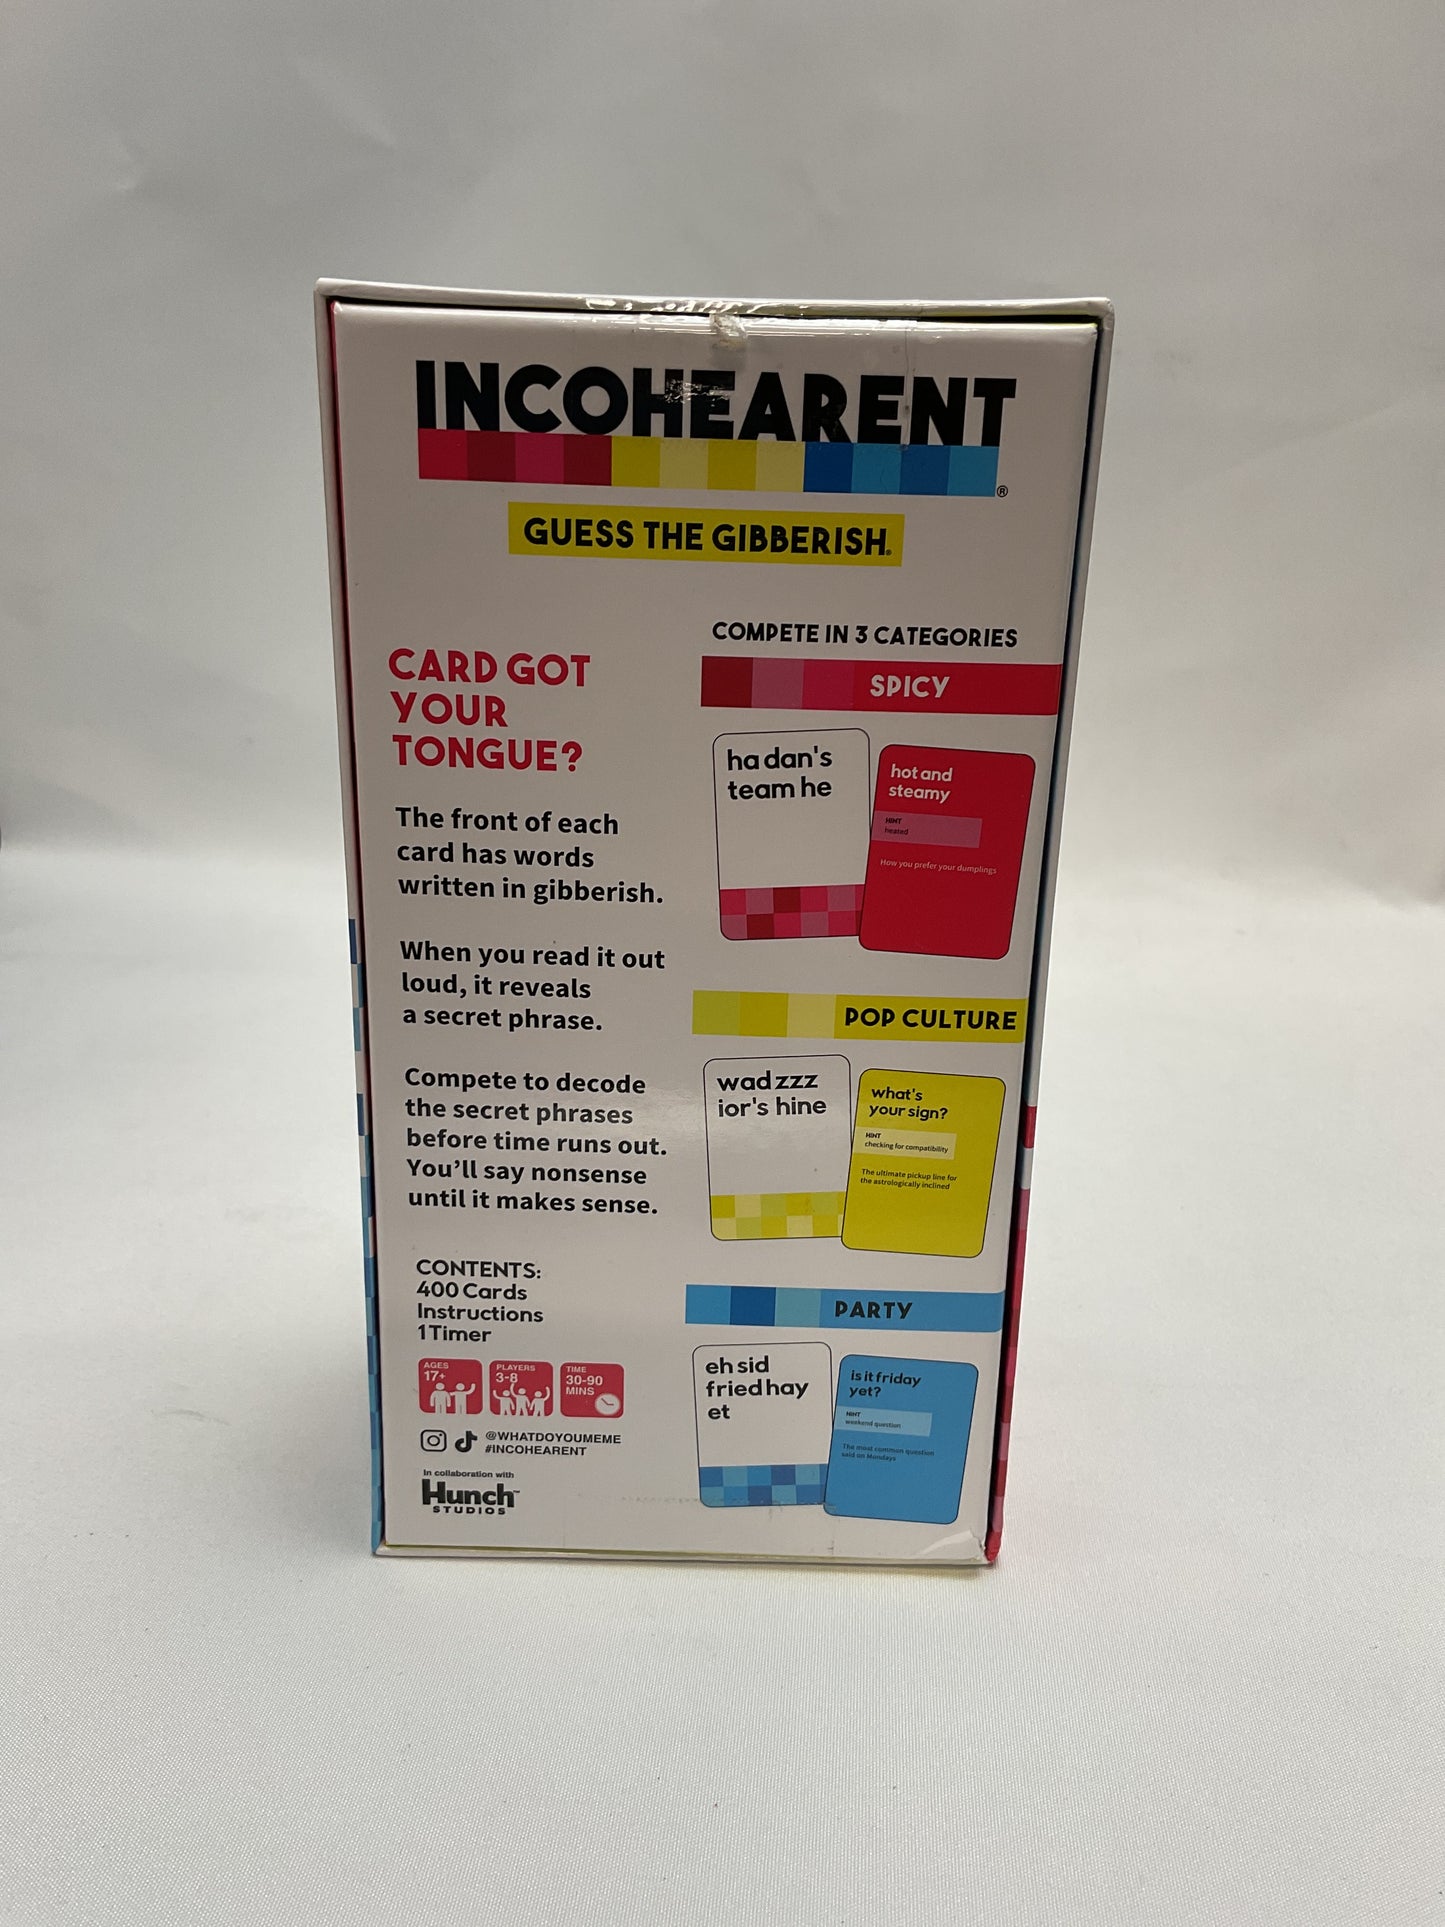 INCOHEARENT
®
GUESS THE GIBBERISH.
CARD GOT
YOUR
TONGUE?
The front of each
card has words
written in gibberish.
When you read it out
loud, it reveals
a secret phrase.
Compete to decode
the secret phrases
before time runs out.
You'll say nonsense
until it makes sense.
CONTENTS:
400 Cards
Instructions
1 Timer
AGES
17+
PLAYERS
3-8
TIME
30-90
MINS
@WHATDOYOUMEME
#INCOHEARENT
In collaboration with
Hunch™
STUDIOS
COMPETE IN 3 CATEGORIES
SPICY
ha dan's
team he
hot and
steamy
HINT
heated
How you prefer your dumplings
POP CULTURE
wad zzz
ior's hine
what's
your sign?
HINT
checking for compatibility
The ultimate pickup line for
the astrologically inclined
PARTY
eh sid
fried hay
et
is it friday
yet?
HINT
weekend question
The most common question
said on Mondays